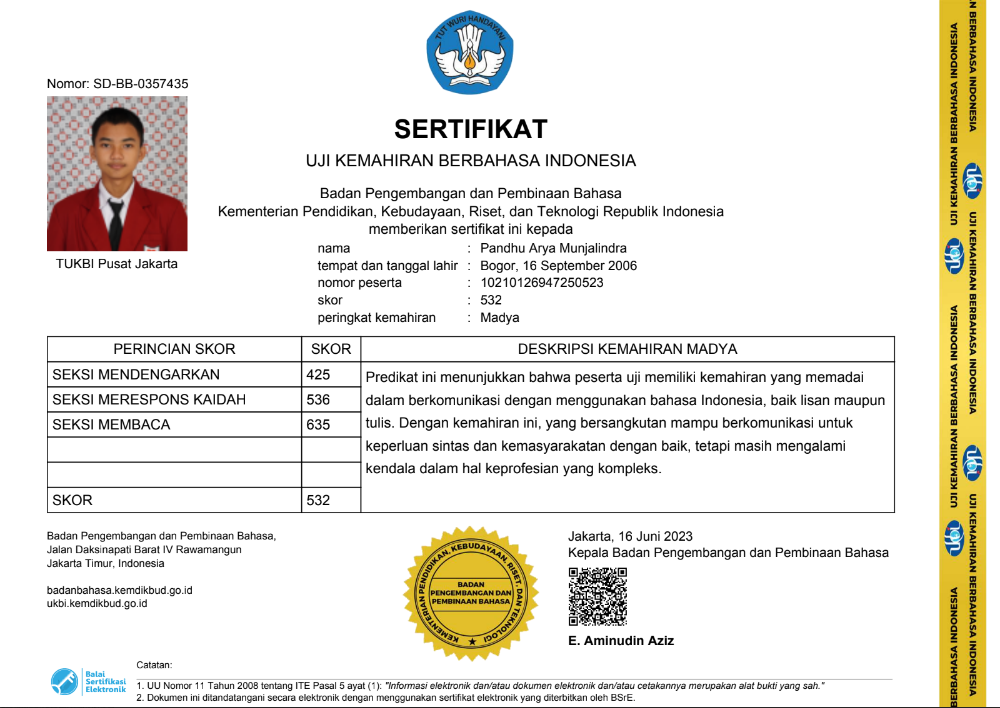 TUT WURI HANDAYANI
Nomor: SD-BB-0357435
SERTIFIKAT
UJI KEMAHIRAN BERBAHASA INDONESIA
Badan Pengembangan dan Pembinaan Bahasa
Kementerian Pendidikan, Kebudayaan, Riset, dan Teknologi Republik Indonesia
memberikan sertifikat ini kepada
TUKBI Pusat Jakarta
nama : Pandhu Arya Munjalindra
tempat dan tanggal lahir : Bogor, 16 September 2006
nomor peserta : 10210126947250523
skor : 532
peringkat kemahiran : Madya
PERINCIAN SKOR SKOR DESKRIPSI KEMAHIRAN MADYA
SEKSI MENDENGARKAN 425
SEKSI MERESPONS KAIDAH 536
SEKSI MEMBACA 635
SKOR 532
Predikat ini menunjukkan bahwa peserta uji memiliki kemahiran yang memadai
dalam berkomunikasi dengan menggunakan bahasa Indonesia, baik lisan maupun
tulis. Dengan kemahiran ini, yang bersangkutan mampu berkomunikasi untuk
keperluan sintas dan kemasyarakatan dengan baik, tetapi masih mengalami
kendala dalam hal keprofesian yang kompleks.
Badan Pengembangan dan Pembinaan Bahasa,
Jalan Daksinapati Barat IV Rawamangun
Jakarta Timur, Indonesia
badanbahasa.kemdikbud.go.id
ukbi.kemdikbud.go.id
KEMENTERIAN PENDIDIKAN, KEBUDAYAAN, RISET, DAN TEKNOLOGI
BADAN
PENGEMBANGAN DAN
PEMBINAAN BAHASA
Jakarta, 16 Juni 2023
Kepala Badan Pengembangan dan Pembinaan Bahasa
E. Aminudin Aziz
Balai
Sertifikasi
Elektronik
Catatan:
1. UU Nomor 11 Tahun 2008 tentang ITE Pasal 5 ayat (1): "Informasi elektronik dan/atau dokumen elektronik dan/atau cetakannya merupakan alat bukti yang sah."
2. Dokumen ini ditandatangani secara elektronik dengan menggunakan sertifikat elektronik yang diterbitkan oleh BSrE.
UJI KEMAHIRAN BERBAHASA INDONESIA
ukbi
UJI KEMAHIRAN BERBAHASA INDONESIA
ukbi
BERBAHASA INDONESIA
N BERBAHASA INDONESIA
ukbi
UJI KEMAHIRAN BERBAHASA INDONESIA
ukbi
UJI KEMAHIRAN BERBAHASA INDONESIA